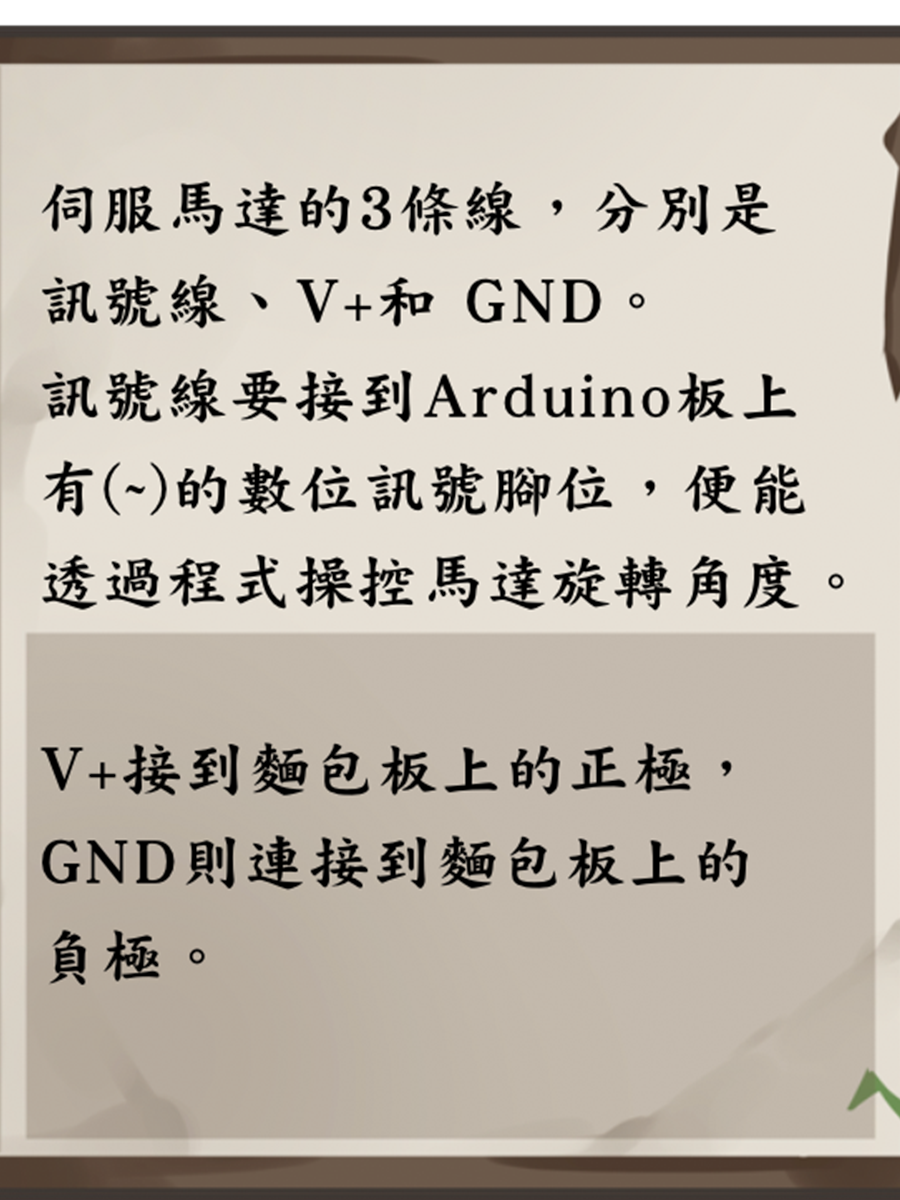 伺服馬達的3條線，分別是
訊號線、V+和 GND。
訊號線要接到Arduino板上
有(~)的數位訊號腳位，便能
透過程式操控馬達旋轉角度。
V+接到麵包板上的正極，
GND則連接到麵包板上的
負極。